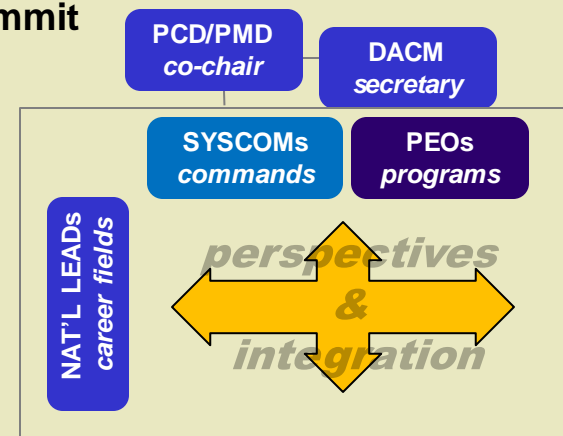 mmit
PCD/PMD
co-chair
DACM
secretary
SYSCOMs
commands
PEOs
programs
NAT'L LEADs
career fields
perspectives
&
integration